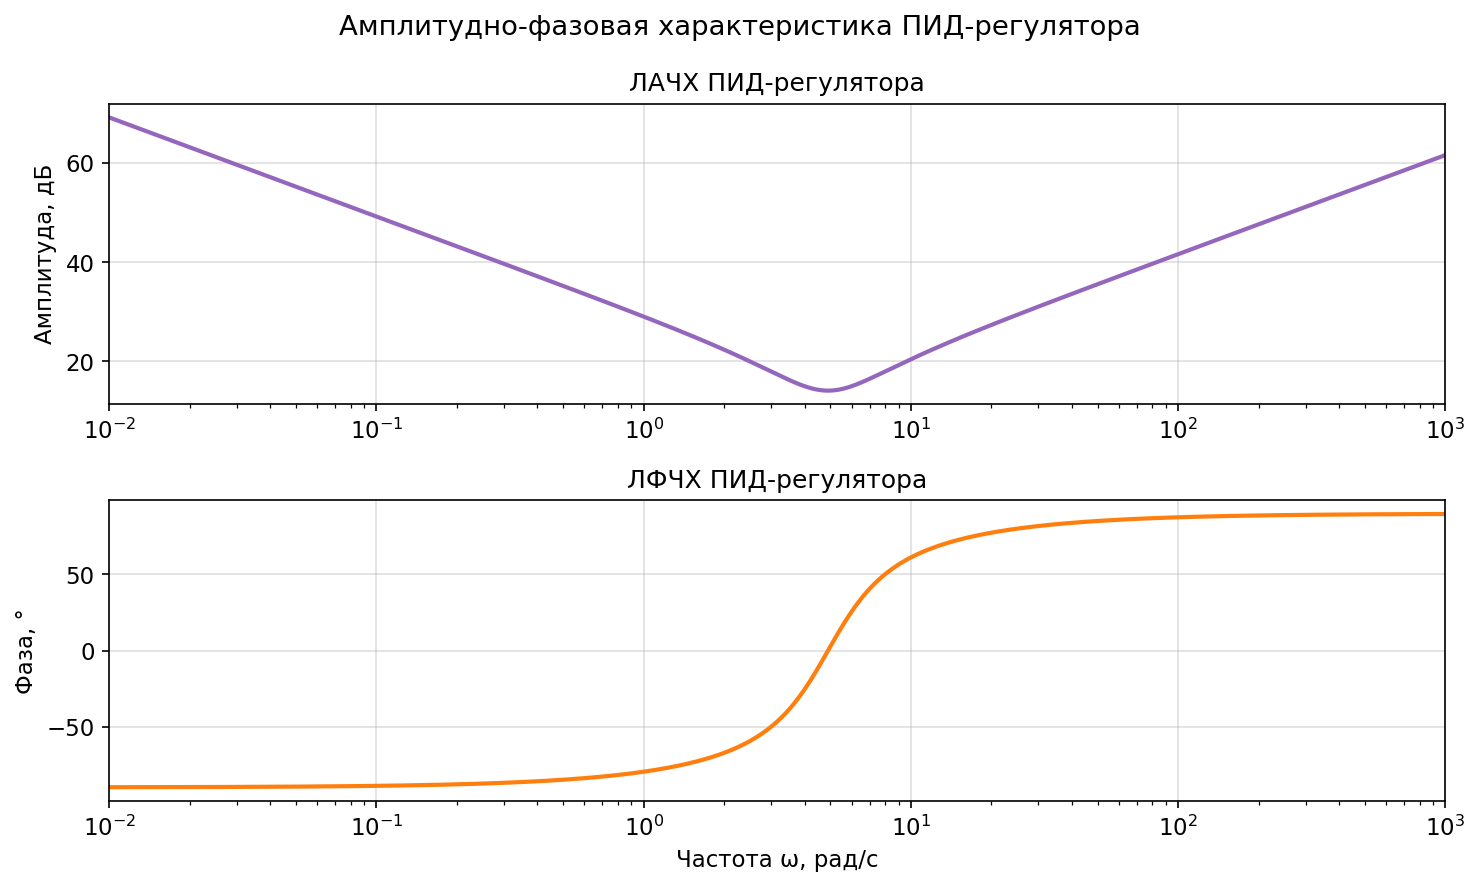 Амплитудно-фазовая характеристика ПИД-регулятора
ЛАЧХ ПИД-регулятора
Амплитуда, дБ
60
40
20
10⁻² 10⁻¹ 10⁰ 10¹ 10² 10³
ЛФЧХ ПИД-регулятора
Фаза, °
50
0
−50
10⁻² 10⁻¹ 10⁰ 10¹ 10² 10³
Частота ω, рад/с